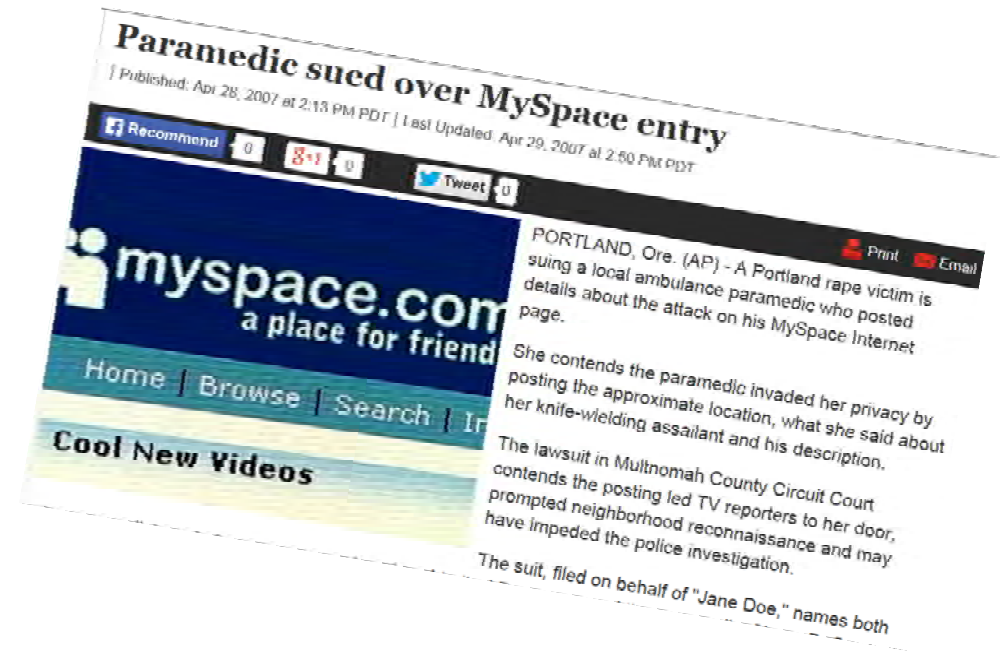 Paramedic sued over MySpace entry
| Published: Apr 28, 2007 at 2:13 PM PDT | Last Updated: Apr 29, 2007 at 2:50 PM PDT
Recommend 0 g+1 0 Tweet 0
Print Email
myspace.com
a place for friend
Home | Browse | Search | In
Cool New Videos
PORTLAND, Ore. (AP) - A Portland rape victim is
suing a local ambulance paramedic who posted
details about the attack on his MySpace Internet
page.
She contends the paramedic invaded her privacy by
posting the approximate location, what she said about
her knife-wielding assailant and his description.
The lawsuit in Multnomah County Circuit Court
contends the posting led TV reporters to her door,
prompted neighborhood reconnaissance and may
have impeded the police investigation.
The suit, filed on behalf of "Jane Doe," names both